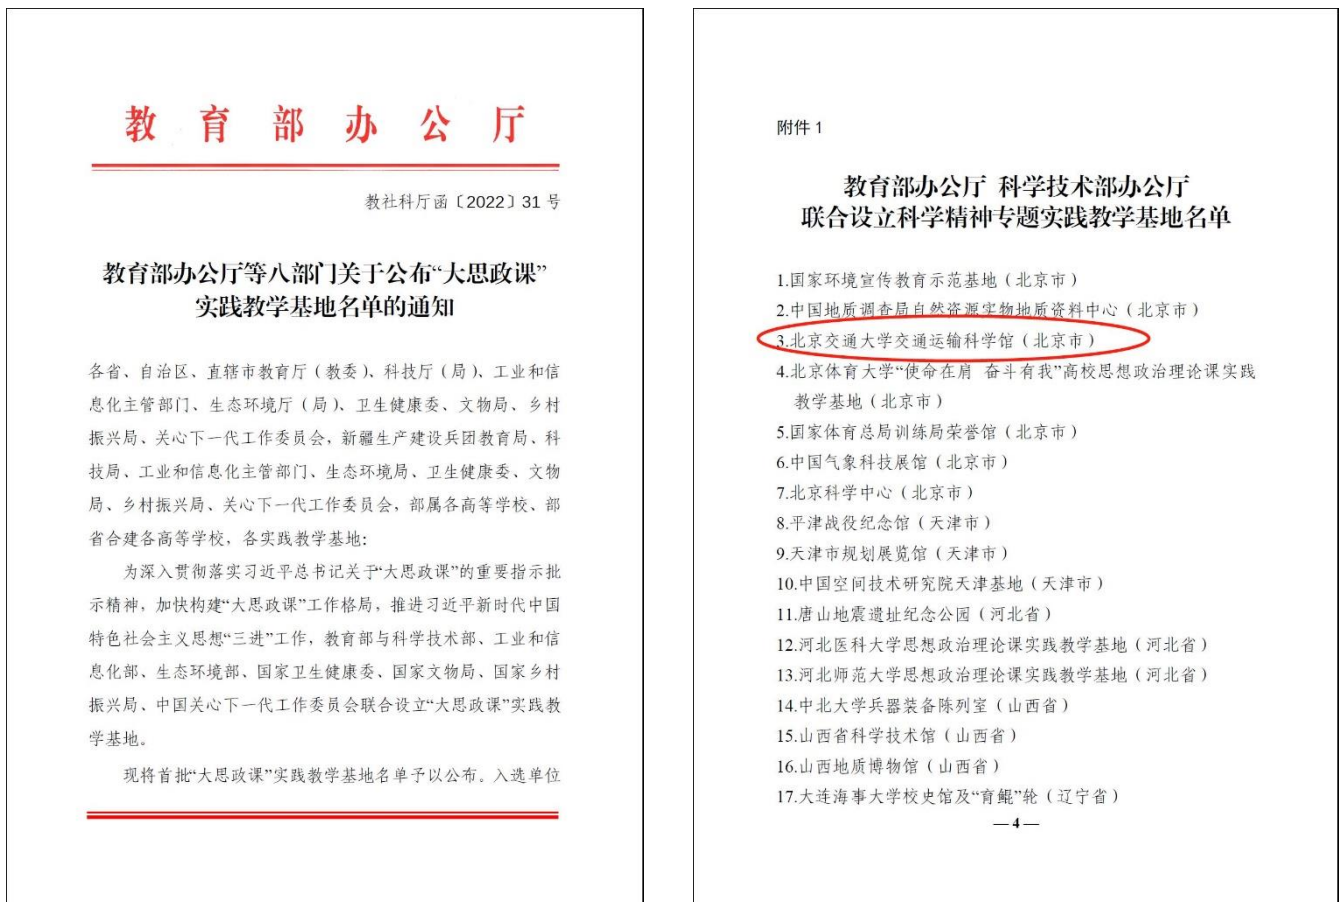 教育部办公厅
教社科厅函〔2022〕31 号
教育部办公厅等八部门关于公布“大思政课”
实践教学基地名单的通知
各省、自治区、直辖市教育厅（教委）、科技厅（局）、工业和信
息化主管部门、生态环境厅（局）、卫生健康委、文物局、乡村
振兴局、关心下一代工作委员会，新疆生产建设兵团教育局、科
技局、工业和信息化主管部门、生态环境局、卫生健康委、文物
局、乡村振兴局、关心下一代工作委员会，部属各高等学校、部
省合建各高等学校，各实践教学基地：
为深入贯彻落实习近平总书记关于“大思政课”的重要指示批
示精神，加快构建“大思政课”工作格局，推进习近平新时代中国
特色社会主义思想“三进”工作，教育部与科学技术部、工业和信
息化部、生态环境部、国家卫生健康委、国家文物局、国家乡村
振兴局、中国关心下一代工作委员会联合设立“大思政课”实践教
学基地。
现将首批“大思政课”实践教学基地名单予以公布。入选单位
附件 1
教育部办公厅 科学技术部办公厅
联合设立科学精神专题实践教学基地名单
1.国家环境宣传教育示范基地（北京市）
2.中国地质调查局自然资源实物地质资料中心（北京市）
3.北京交通大学交通运输科学馆（北京市）
4.北京体育大学“使命在肩 奋斗有我”高校思想政治理论课实践
教学基地（北京市）
5.国家体育总局训练局荣誉馆（北京市）
6.中国气象科技展馆（北京市）
7.北京科学中心（北京市）
8.平津战役纪念馆（天津市）
9.天津市规划展览馆（天津市）
10.中国空间技术研究院天津基地（天津市）
11.唐山地震遗址纪念公园（河北省）
12.河北医科大学思想政治理论课实践教学基地（河北省）
13.河北师范大学思想政治理论课实践教学基地（河北省）
14.中北大学兵器装备陈列室（山西省）
15.山西省科学技术馆（山西省）
16.山西地质博物馆（山西省）
17.大连海事大学校史馆及“育鲲”轮（辽宁省）
— 4 —